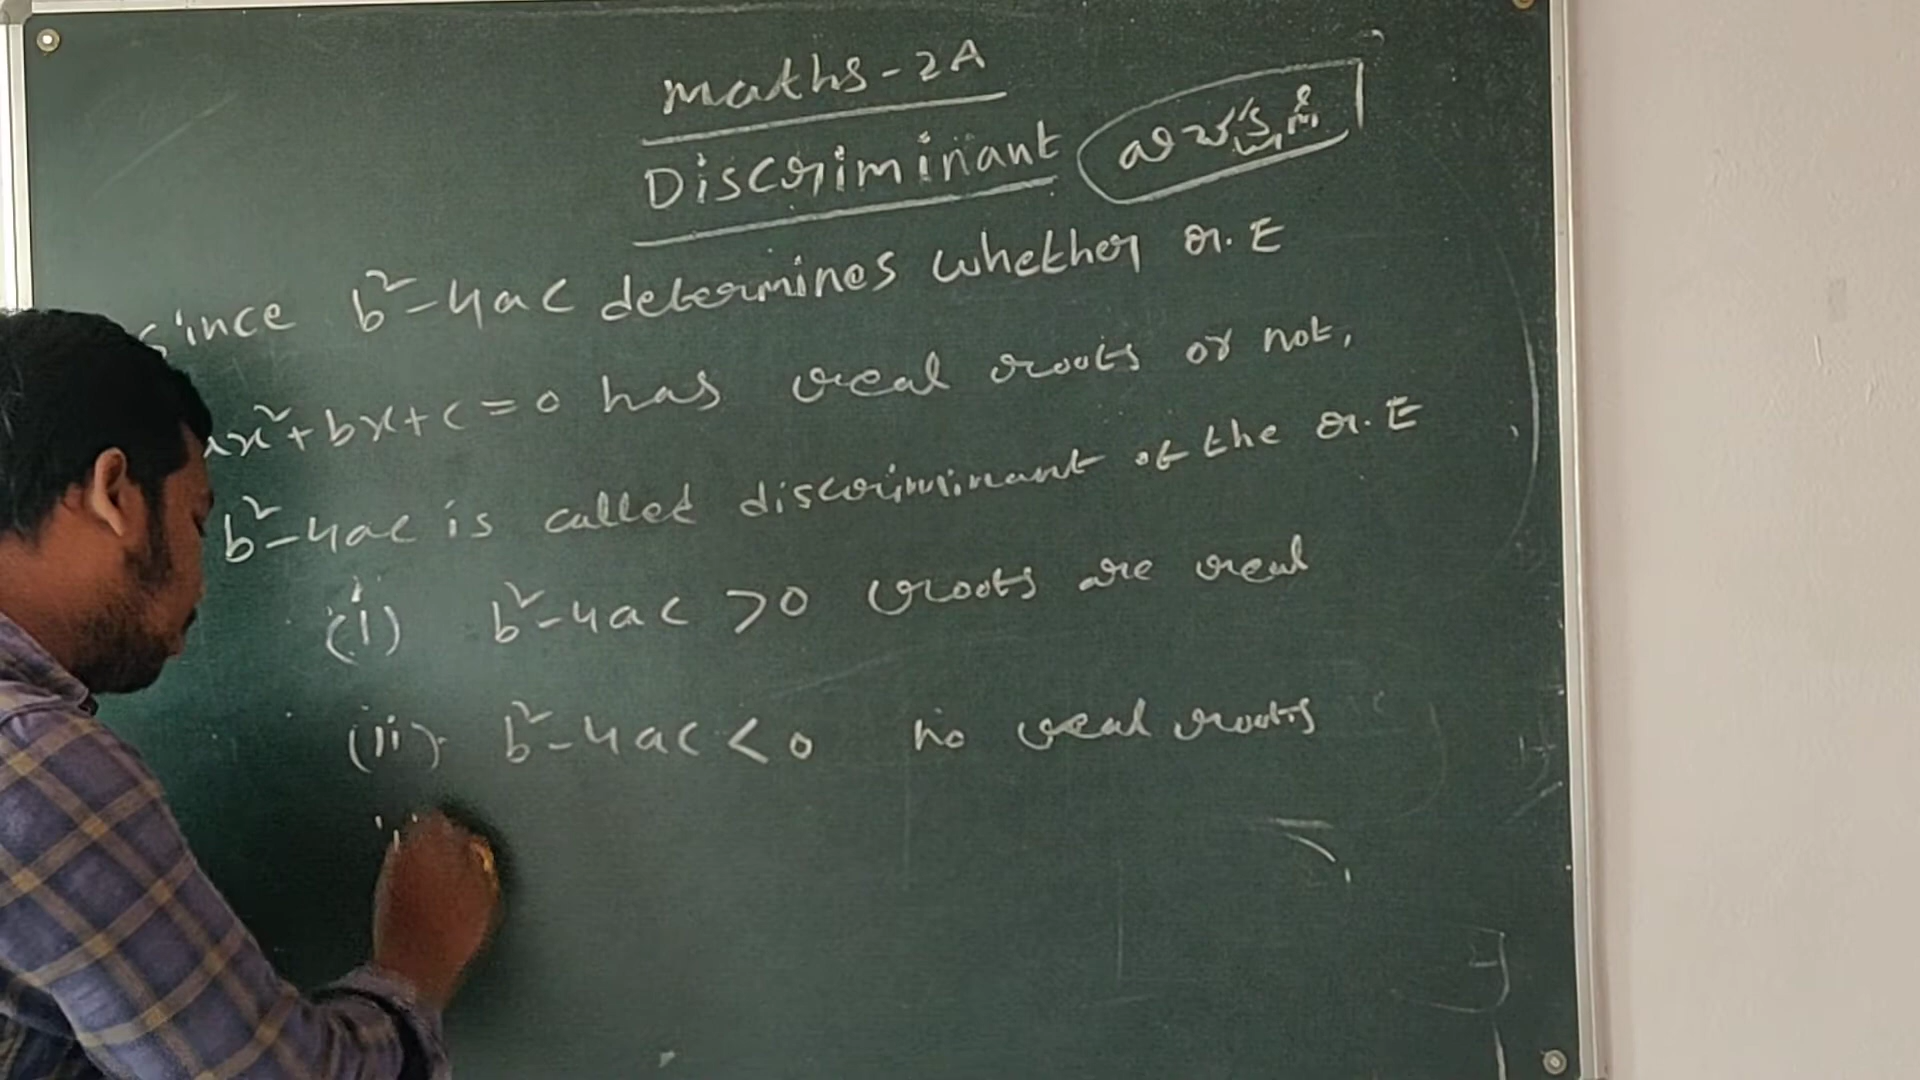 Maths-2A
Discriminant
Since b²-4ac determines whether Q.E
ax²+bx+c=0 has real roots or not,
b²-4ac is called discriminant of the Q.E
(i) b²-4ac >0 roots are real
(ii) b²-4ac <0 no real roots